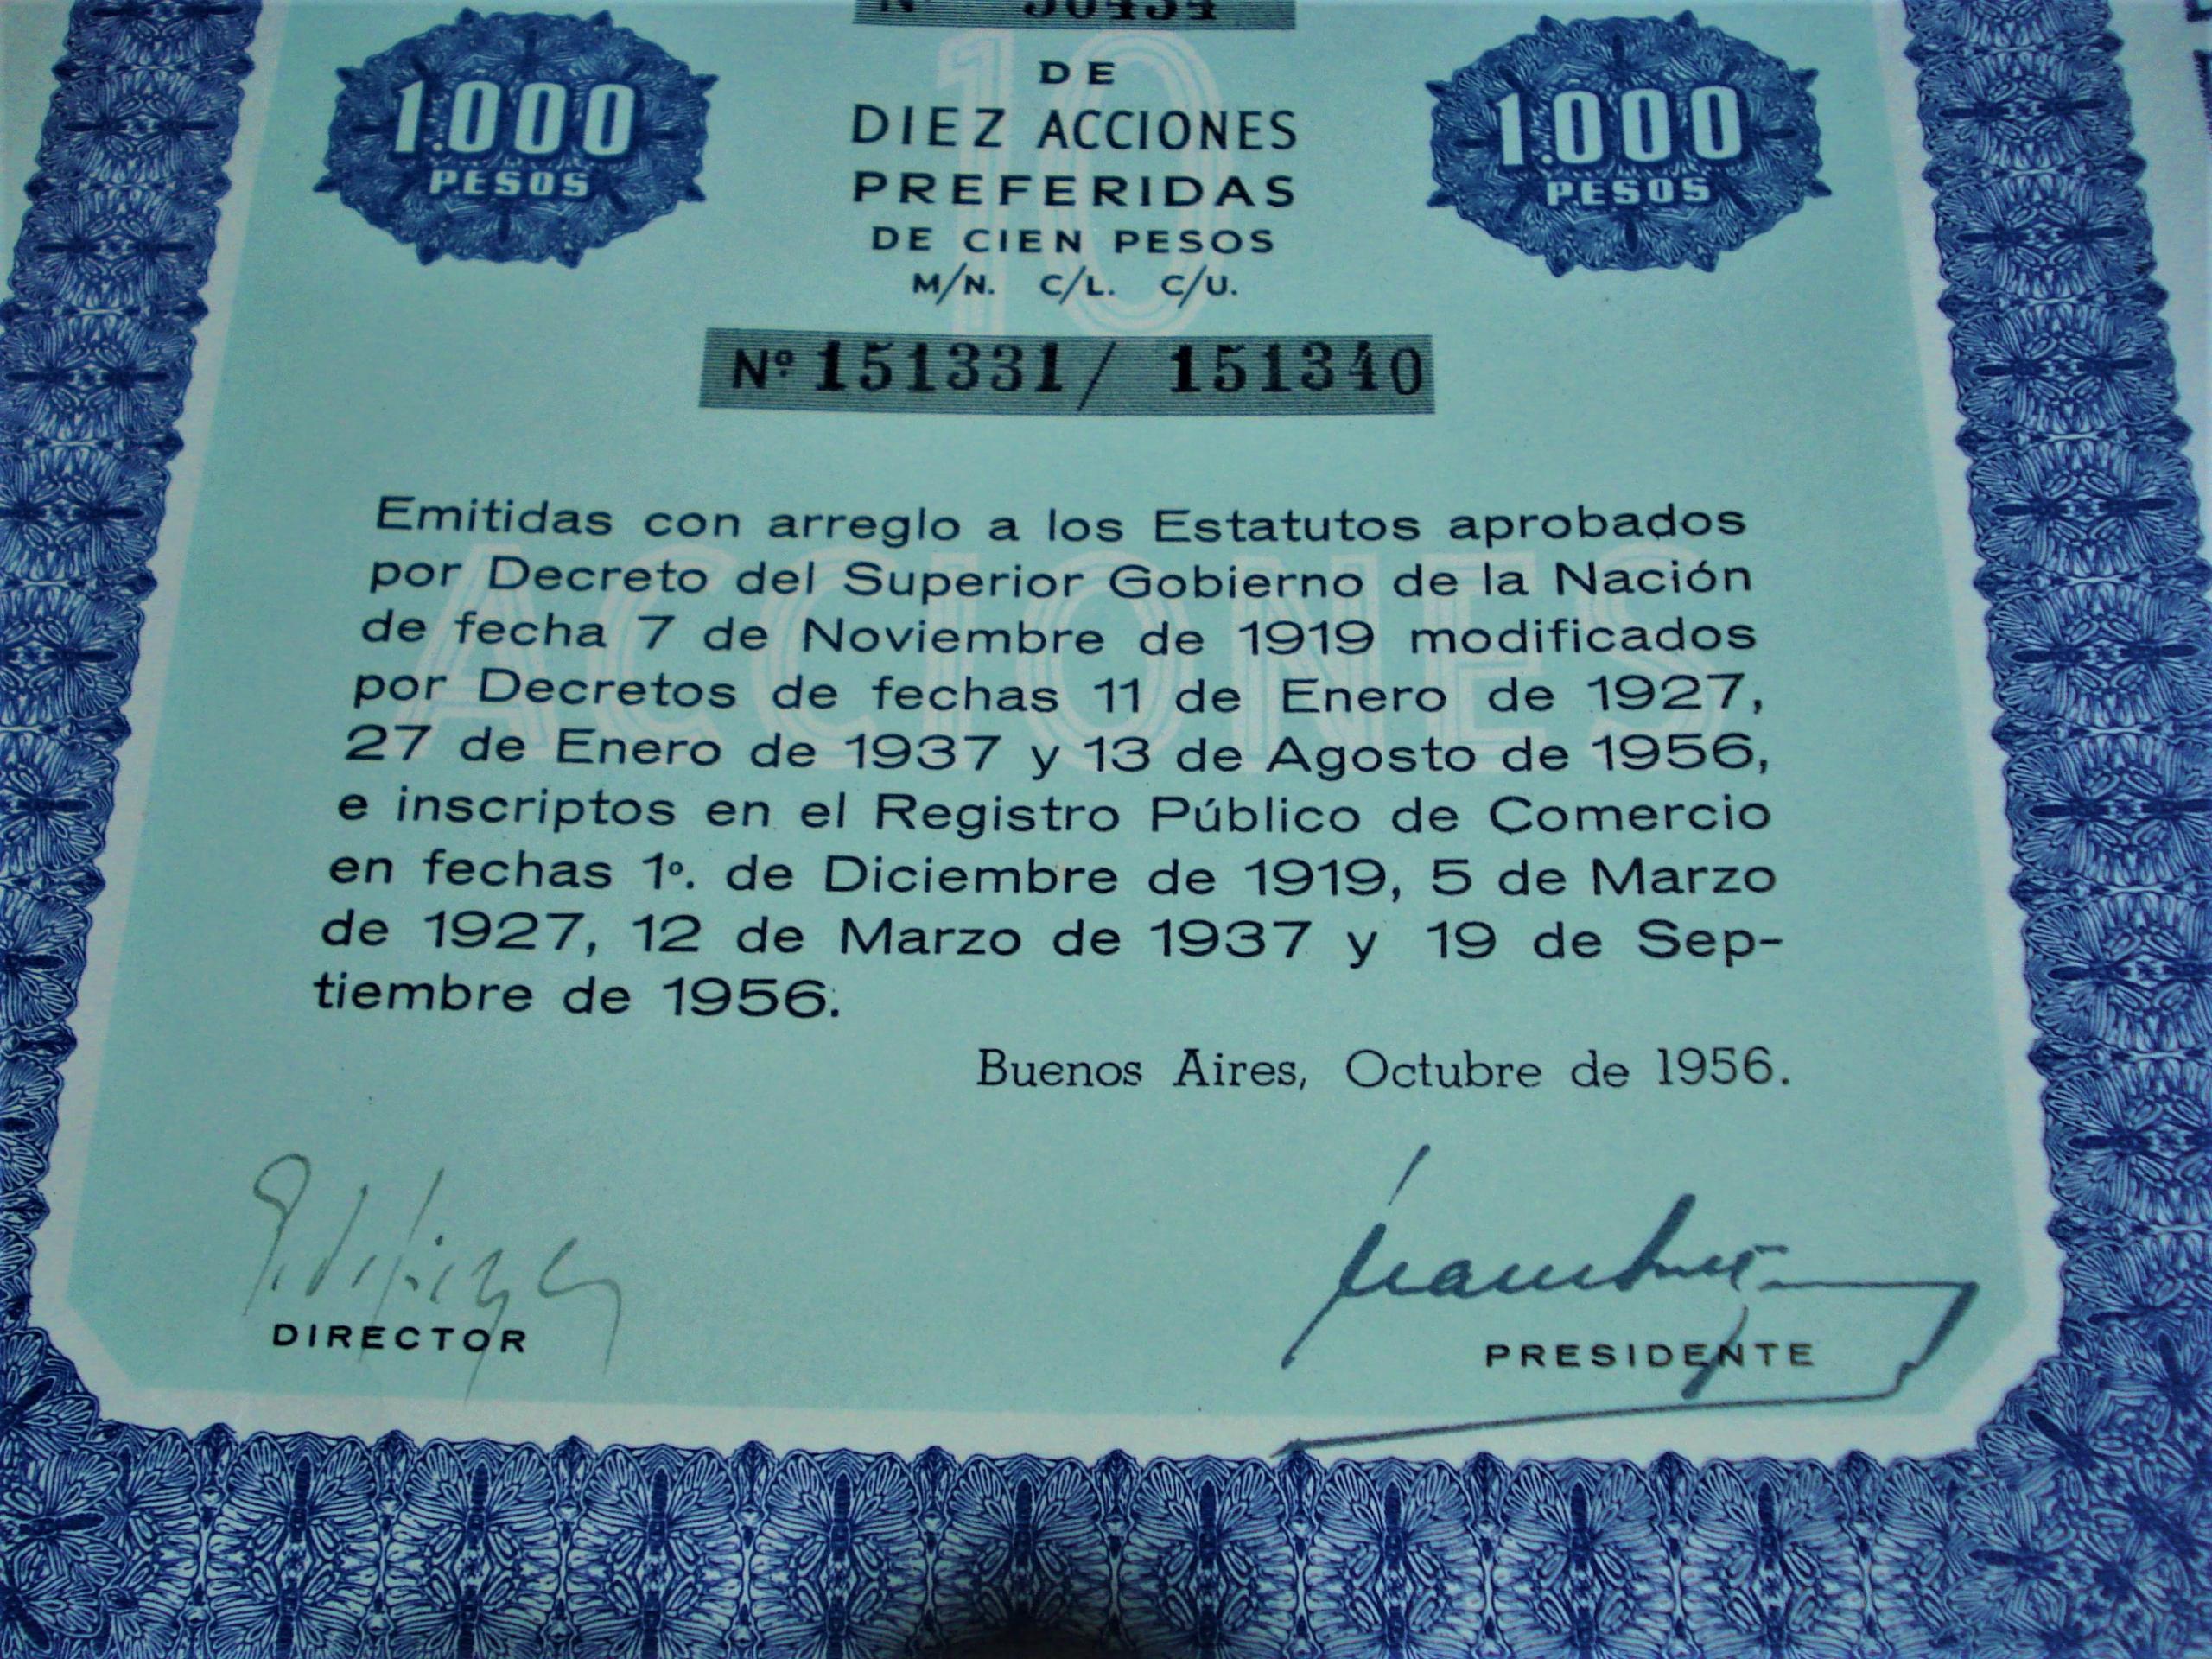 1.000
PESOS
DE
DIEZ ACCIONES
PREFERIDAS
DE CIEN PESOS
M/N. C/L. C/U.
1.000
PESOS
10
Nº 151331 / 151340
ACCIONES
Emitidas con arreglo a los Estatutos aprobados
por Decreto del Superior Gobierno de la Nación
de fecha 7 de Noviembre de 1919 modificados
por Decretos de fechas 11 de Enero de 1927,
27 de Enero de 1937 y 13 de Agosto de 1956,
e inscriptos en el Registro Público de Comercio
en fechas 1º. de Diciembre de 1919, 5 de Marzo
de 1927, 12 de Marzo de 1937 y 19 de Sep-
tiembre de 1956.
Buenos Aires, Octubre de 1956.
DIRECTOR
PRESIDENTE